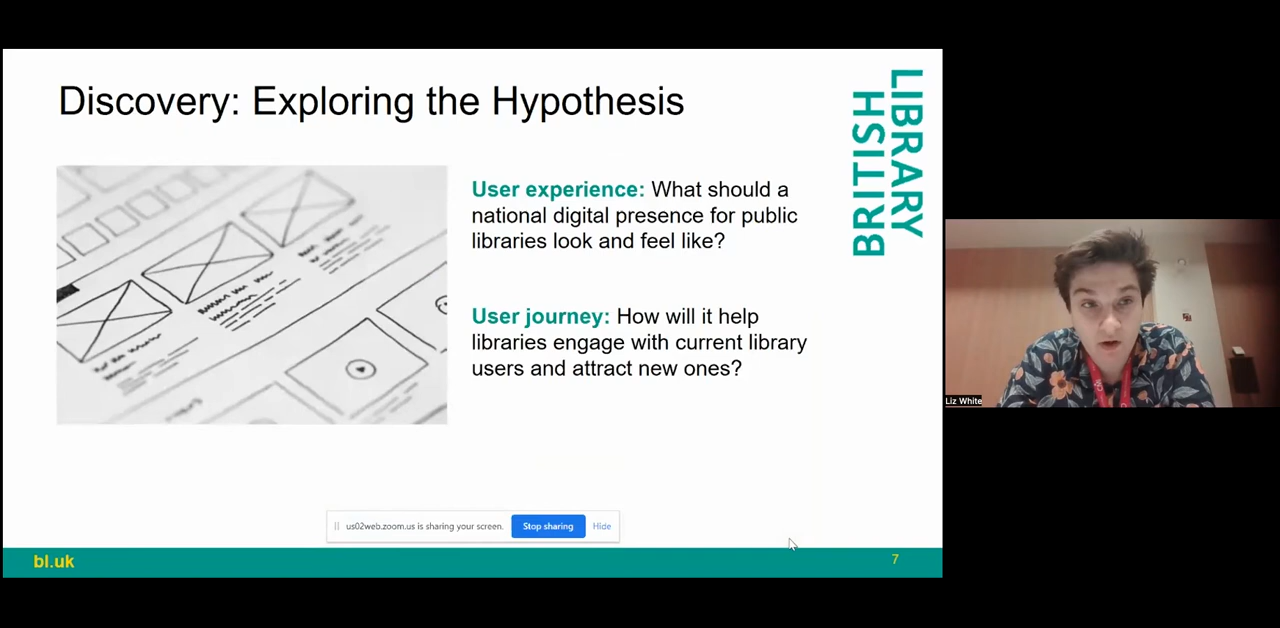 Discovery: Exploring the Hypothesis
BRITISH
LIBRARY
User experience: What should a
national digital presence for public
libraries look and feel like?
User journey: How will it help
libraries engage with current library
users and attract new ones?
Liz White
us02web.zoom.us is sharing your screen.
Stop sharing
Hide
bl.uk
7